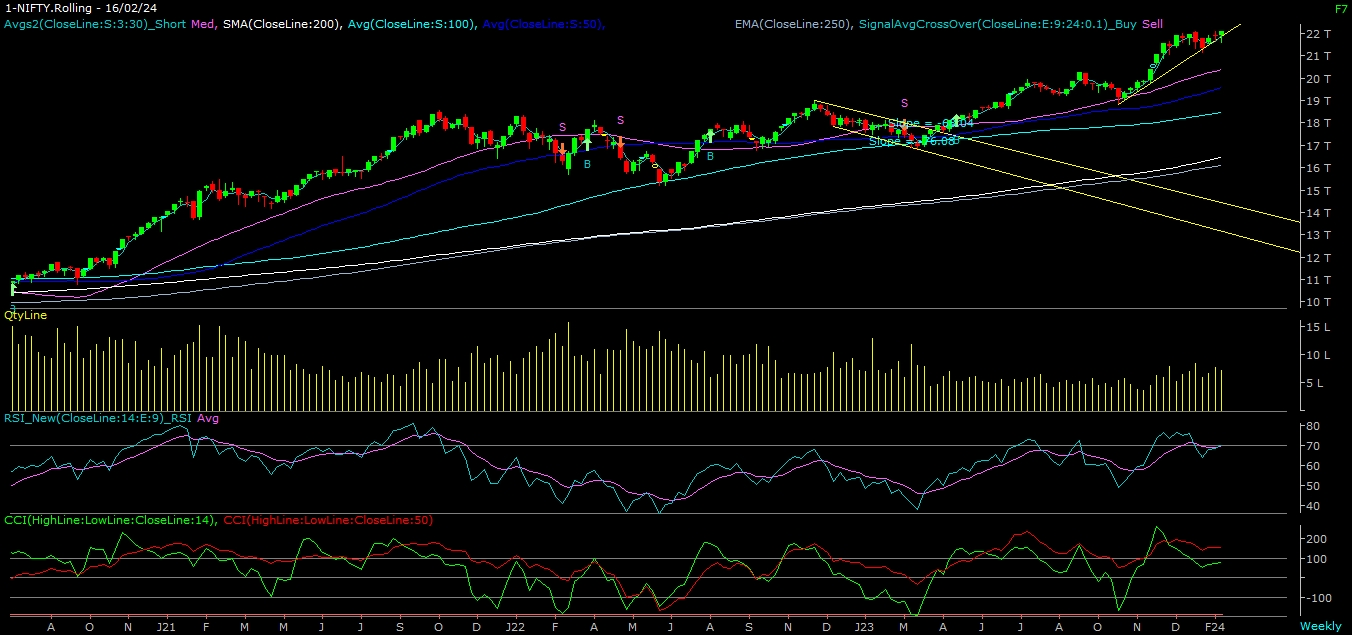 1-NIFTY.Rolling - 16/02/24
F7
Avgs2(CloseLine:S:3:30)_Short Med, SMA(CloseLine:200), Avg(CloseLine:S:100), Avg(CloseLine:S:50), EMA(CloseLine:250), SignalAvgCrossOver(CloseLine:E:9:24:0.1)_Buy Sell
22 T
21 T
20 T
19 T
18 T
17 T
16 T
15 T
14 T
13 T
12 T
11 T
10 T
S
S
S
B
B
Slope =
Slope =
QtyLine
15 L
10 L
5 L
RSI_New(CloseLine:14:E:9)_RSI Avg
80
70
60
50
40
CCI(HighLine:LowLine:CloseLine:14), CCI(HighLine:LowLine:CloseLine:50)
200
100
-100
A O N J21 F M M J J S O D J22 F A M J A S N D J23 M A J J A O N D F24
Weekly